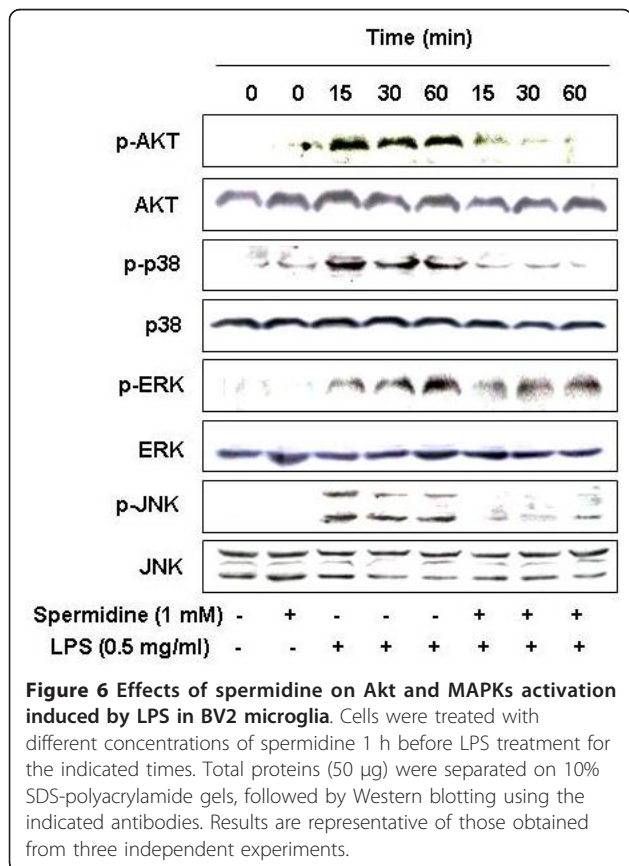 Time (min)
0 0 15 30 60 15 30 60
p-AKT
AKT
p-p38
p38
p-ERK
ERK
p-JNK
JNK
Spermidine (1 mM) - + - - - + + +
LPS (0.5 mg/ml) - - + + + + + +
Figure 6 Effects of spermidine on Akt and MAPKs activation
induced by LPS in BV2 microglia. Cells were treated with
different concentrations of spermidine 1 h before LPS treatment for
the indicated times. Total proteins (50 μg) were separated on 10%
SDS-polyacrylamide gels, followed by Western blotting using the
indicated antibodies. Results are representative of those obtained
from three independent experiments.